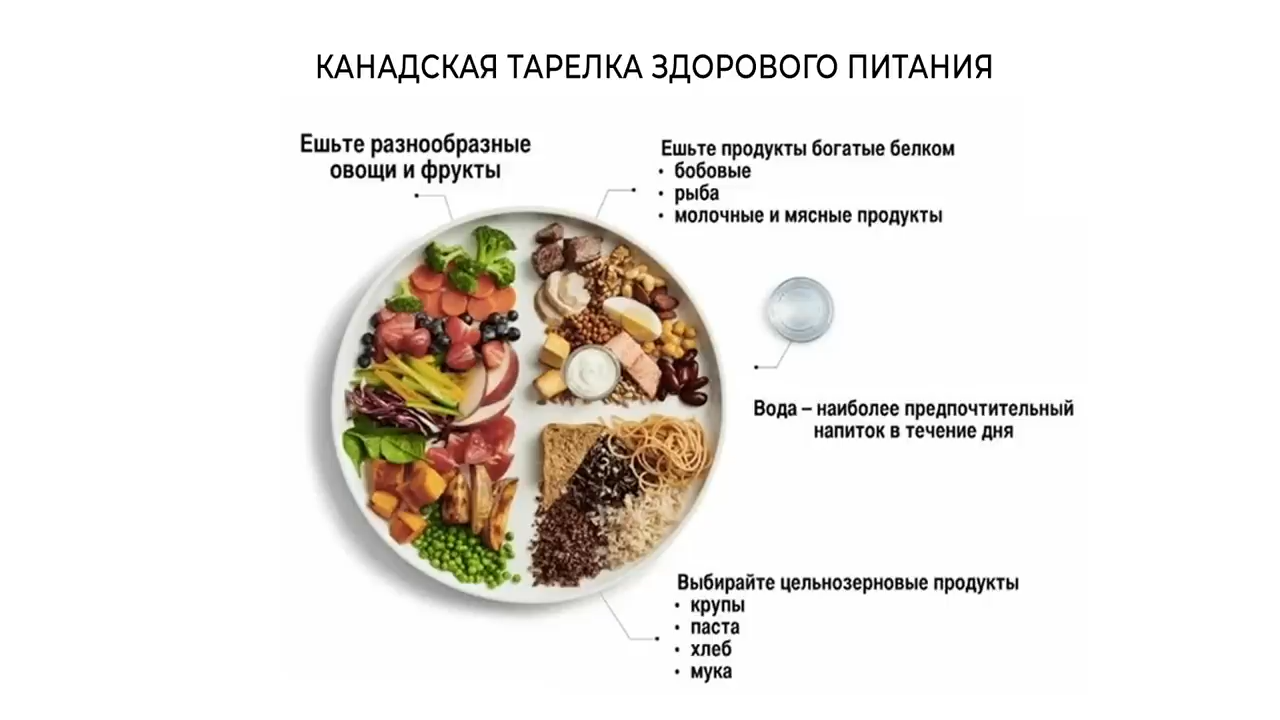 КАНАДСКАЯ ТАРЕЛКА ЗДОРОВОГО ПИТАНИЯ
Ешьте разнообразные
овощи и фрукты
Ешьте продукты богатые белком
• бобовые
• рыба
• молочные и мясные продукты
Вода – наиболее предпочтительный
напиток в течение дня
Выбирайте цельнозерновые продукты
• крупы
• паста
• хлеб
• мука